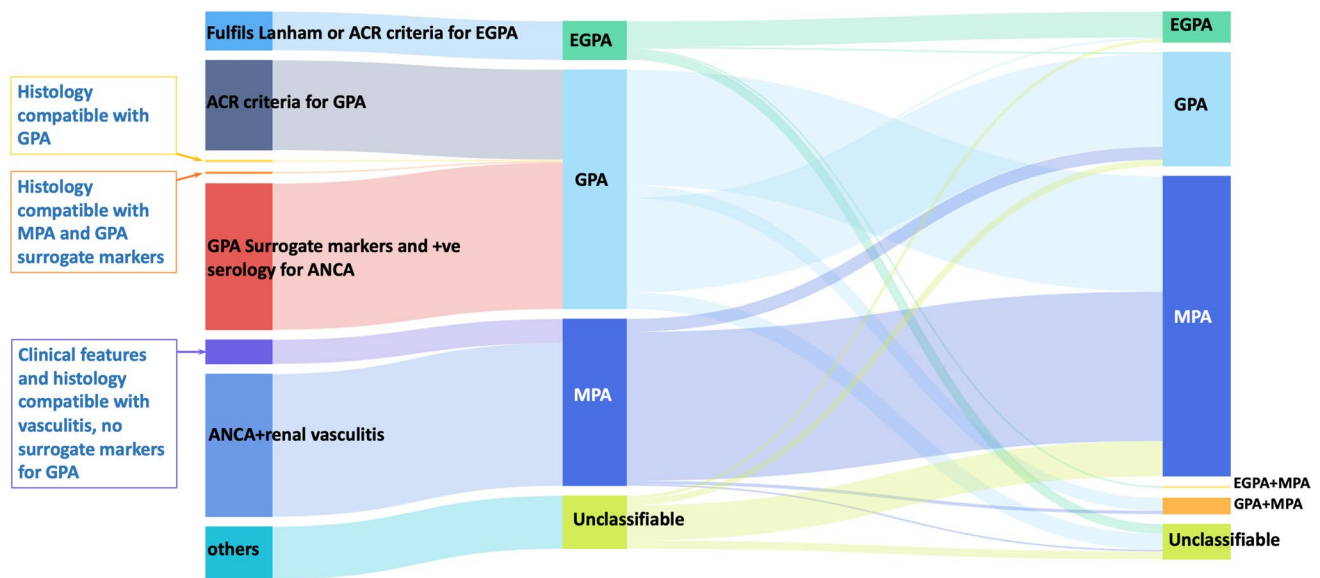 Histology
compatible with
GPA
Histology
compatible with
MPA and GPA
surrogate markers
Clinical features
and histology
compatible with
vasculitis, no
surrogate markers
for GPA
Fulfils Lanham or ACR criteria for EGPA
ACR criteria for GPA
GPA Surrogate markers and +ve
serology for ANCA
ANCA+renal vasculitis
others
EGPA
GPA
MPA
Unclassifiable
EGPA
GPA
MPA
EGPA+MPA
GPA+MPA
Unclassifiable